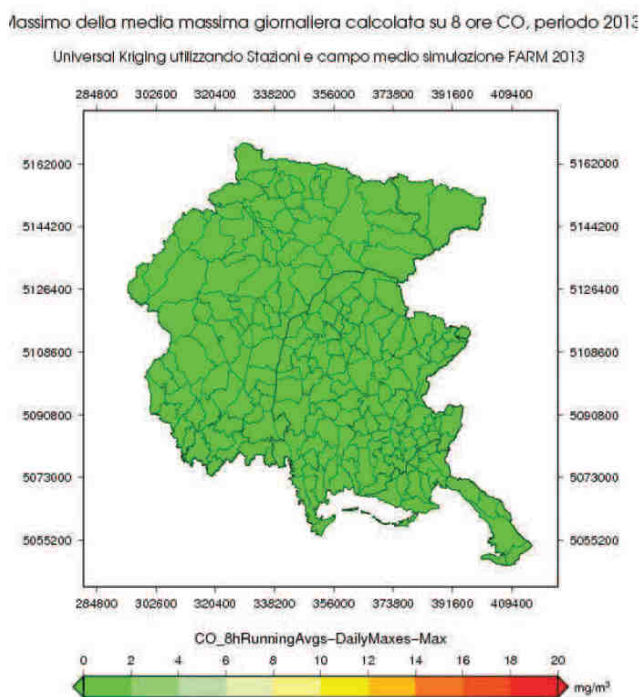 Massimo della media massima giornaliera calcolata su 8 ore CO, periodo 2013
Universal Kriging utilizzando Stazioni e campo medio simulazione FARM 2013
284800 302600 320400 338200 356000 373800 391600 409400
5162000 5162000
5144200 5144200
5126400 5126400
5108600 5108600
5090800 5090800
5073000 5073000
5055200 5055200
284800 302600 320400 338200 356000 373800 391600 409400
CO_8hRunningAvgs-DailyMaxes-Max
0 2 4 6 8 10 12 14 16 18 20
mg/m³